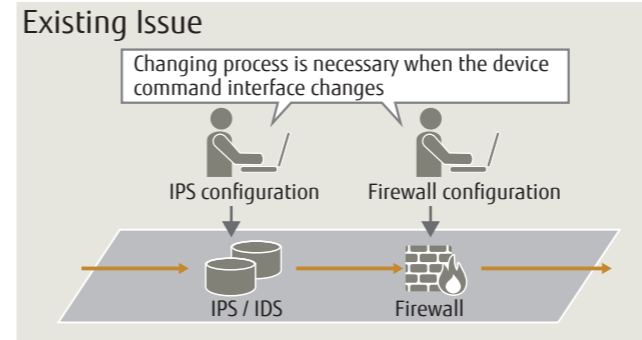 Existing Issue
Changing process is necessary when the device
command interface changes
IPS configuration
Firewall configuration
IPS / IDS
Firewall